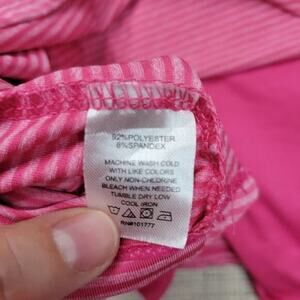 92%POLYESTER
8%SPANDEX
MACHINE WASH COLD
WITH LIKE COLORS
ONLY NON-CHLORINE
BLEACH WHEN NEEDED
TUMBLE DRY LOW
COOL IRON
RN#101777